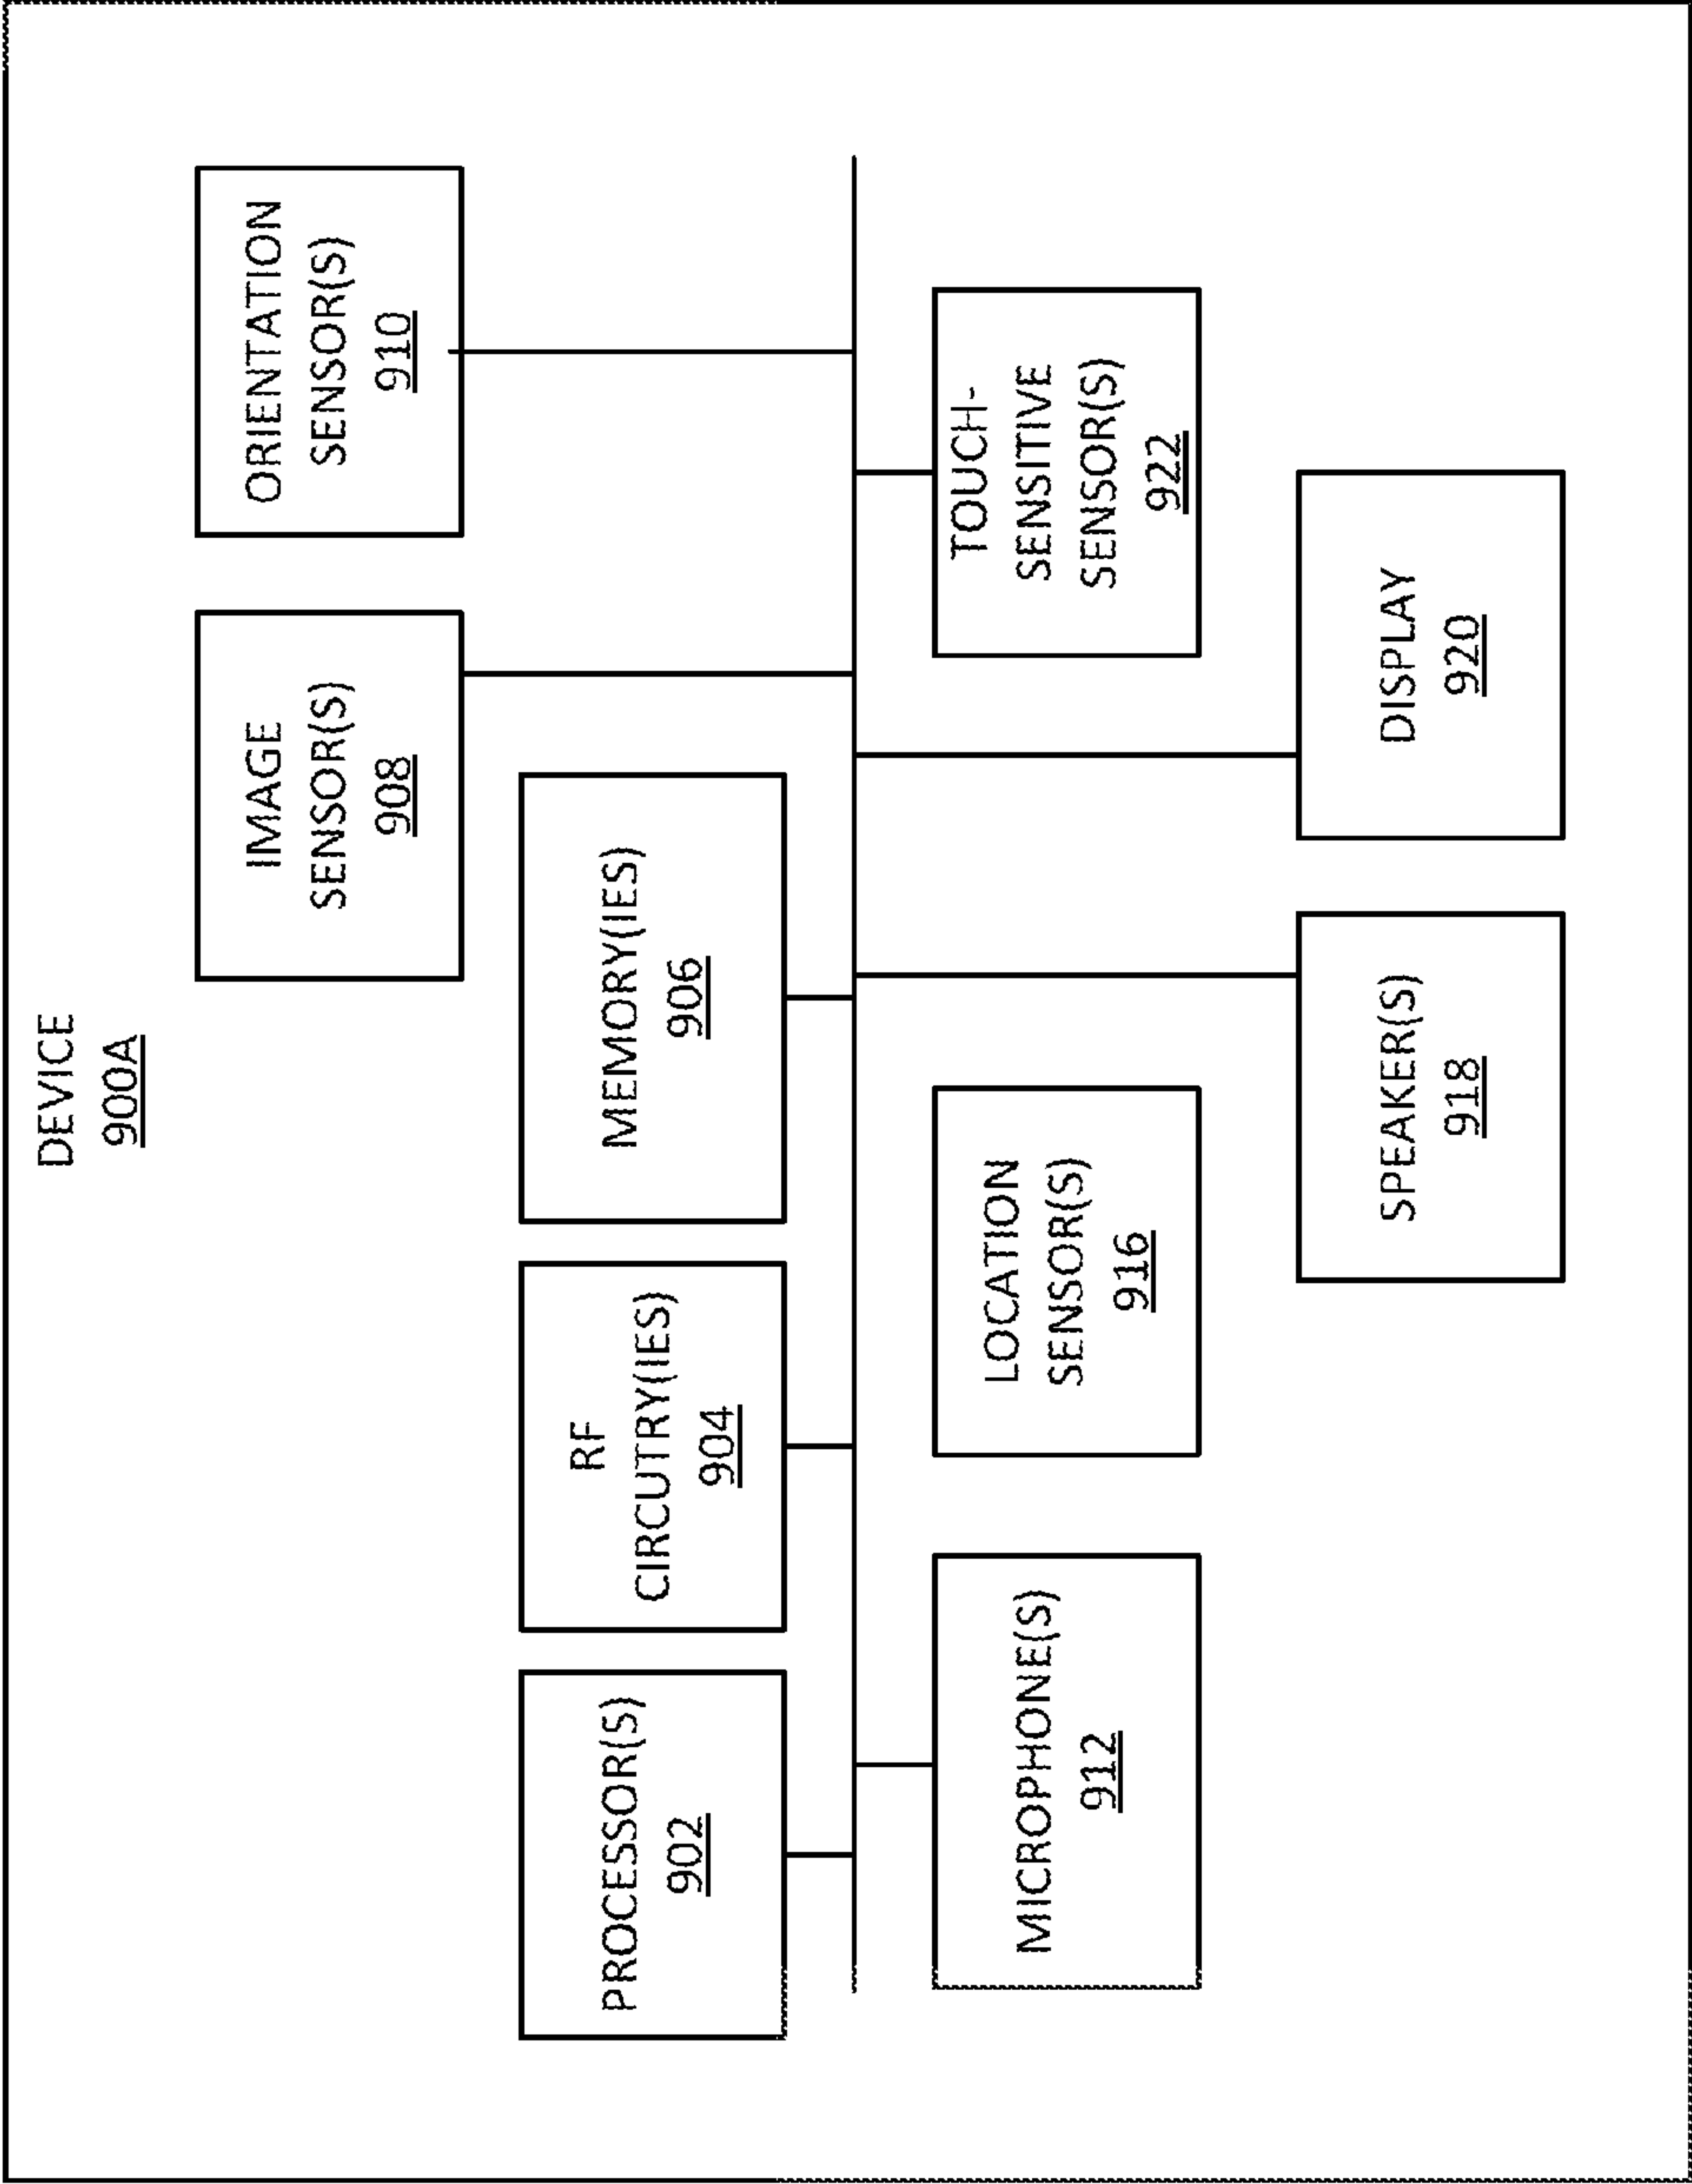 DEVICE
900A
IMAGE
SENSOR(S)
908
ORIENTATION
SENSOR(S)
910
PROCESSOR(S)
902
RF
CIRCUTRY(IES)
904
MEMORY(IES)
906
MICROPHONE(S)
912
LOCATION
SENSOR(S)
916
TOUCH-
SENSITIVE
SENSOR(S)
922
SPEAKER(S)
918
DISPLAY
920